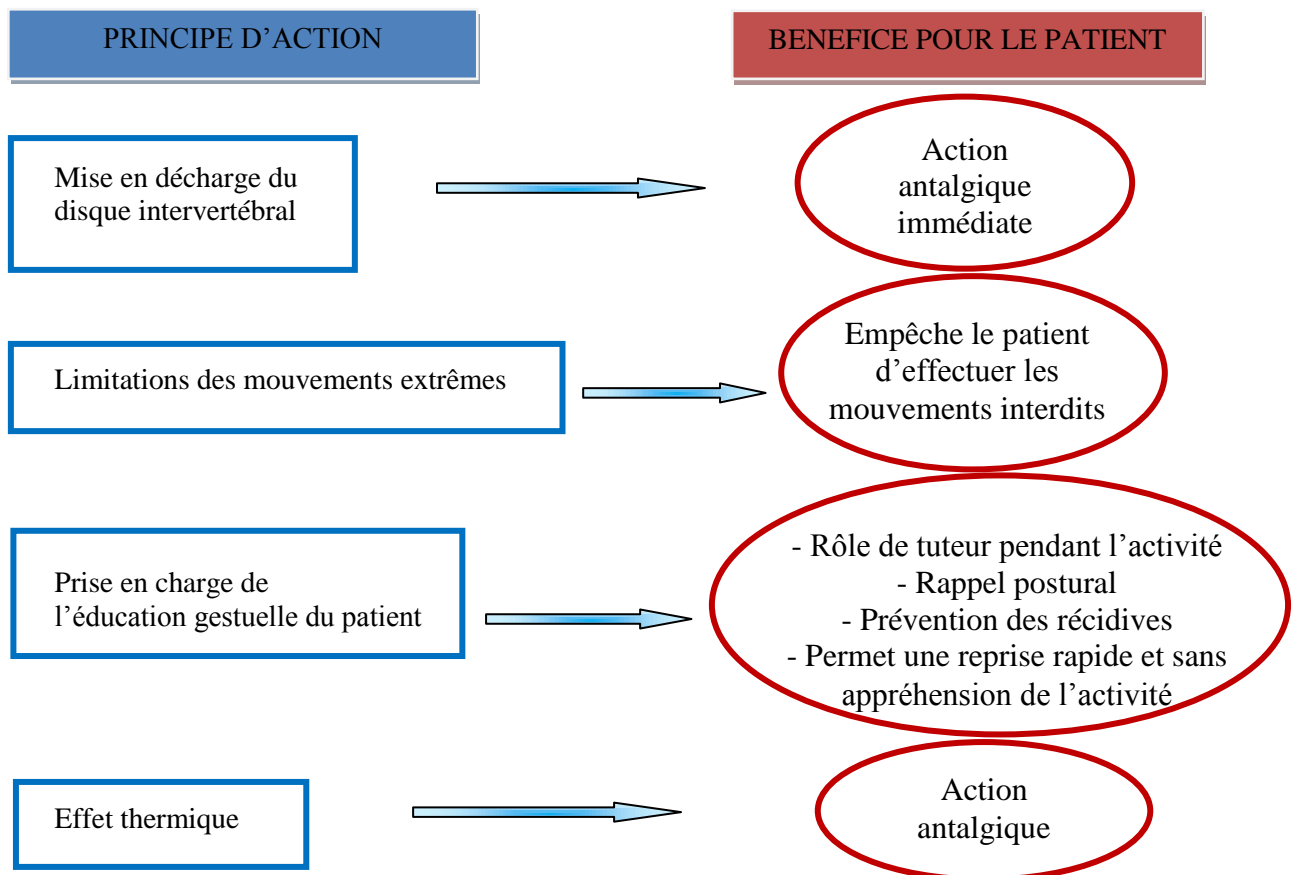 PRINCIPE D’ACTION
BENEFICE POUR LE PATIENT
Mise en décharge du
disque intervertébral
Action
antalgique
immédiate
Limitations des mouvements extrêmes
Empêche le patient
d’effectuer les
mouvements interdits
Prise en charge de
l’éducation gestuelle du patient
- Rôle de tuteur pendant l’activité
- Rappel postural
- Prévention des récidives
- Permet une reprise rapide et sans
appréhension de l’activité
Effet thermique
Action
antalgique